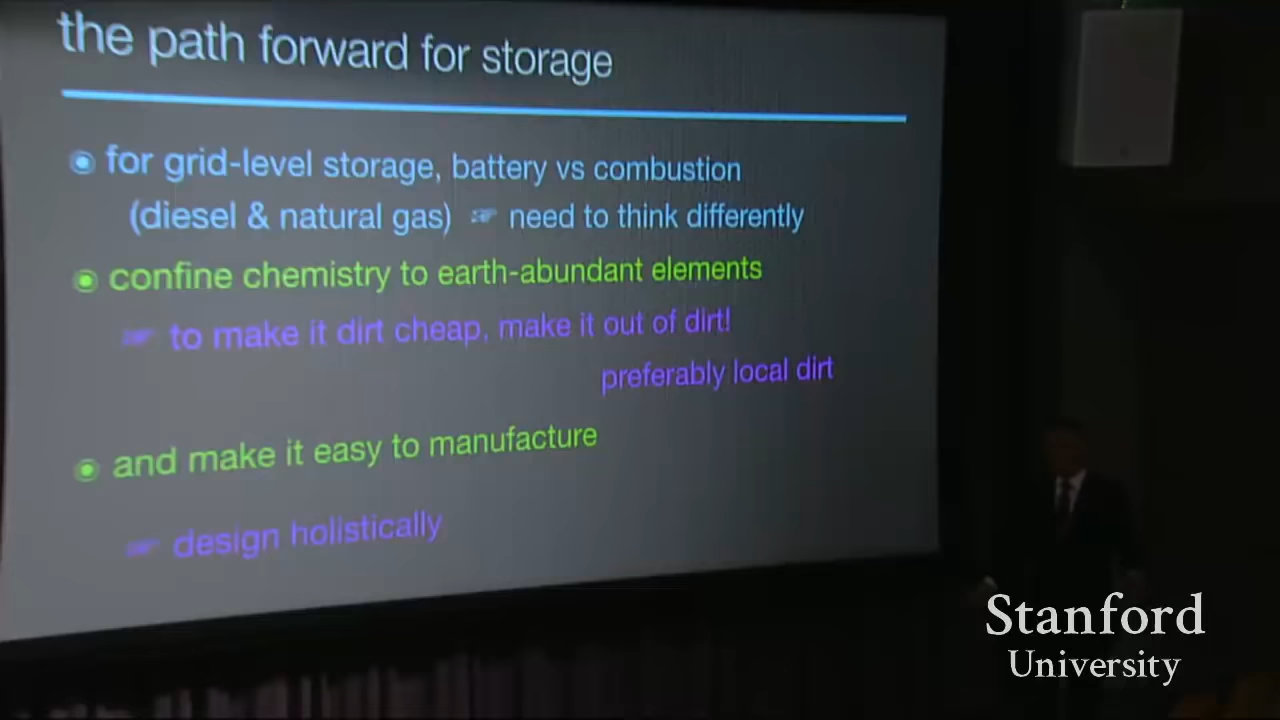 the path forward for storage
for grid-level storage, battery vs combustion
(diesel & natural gas) ☞ need to think differently
confine chemistry to earth-abundant elements
☞ to make it dirt cheap, make it out of dirt!
preferably local dirt
and make it easy to manufacture
☞ design holistically
Stanford
University